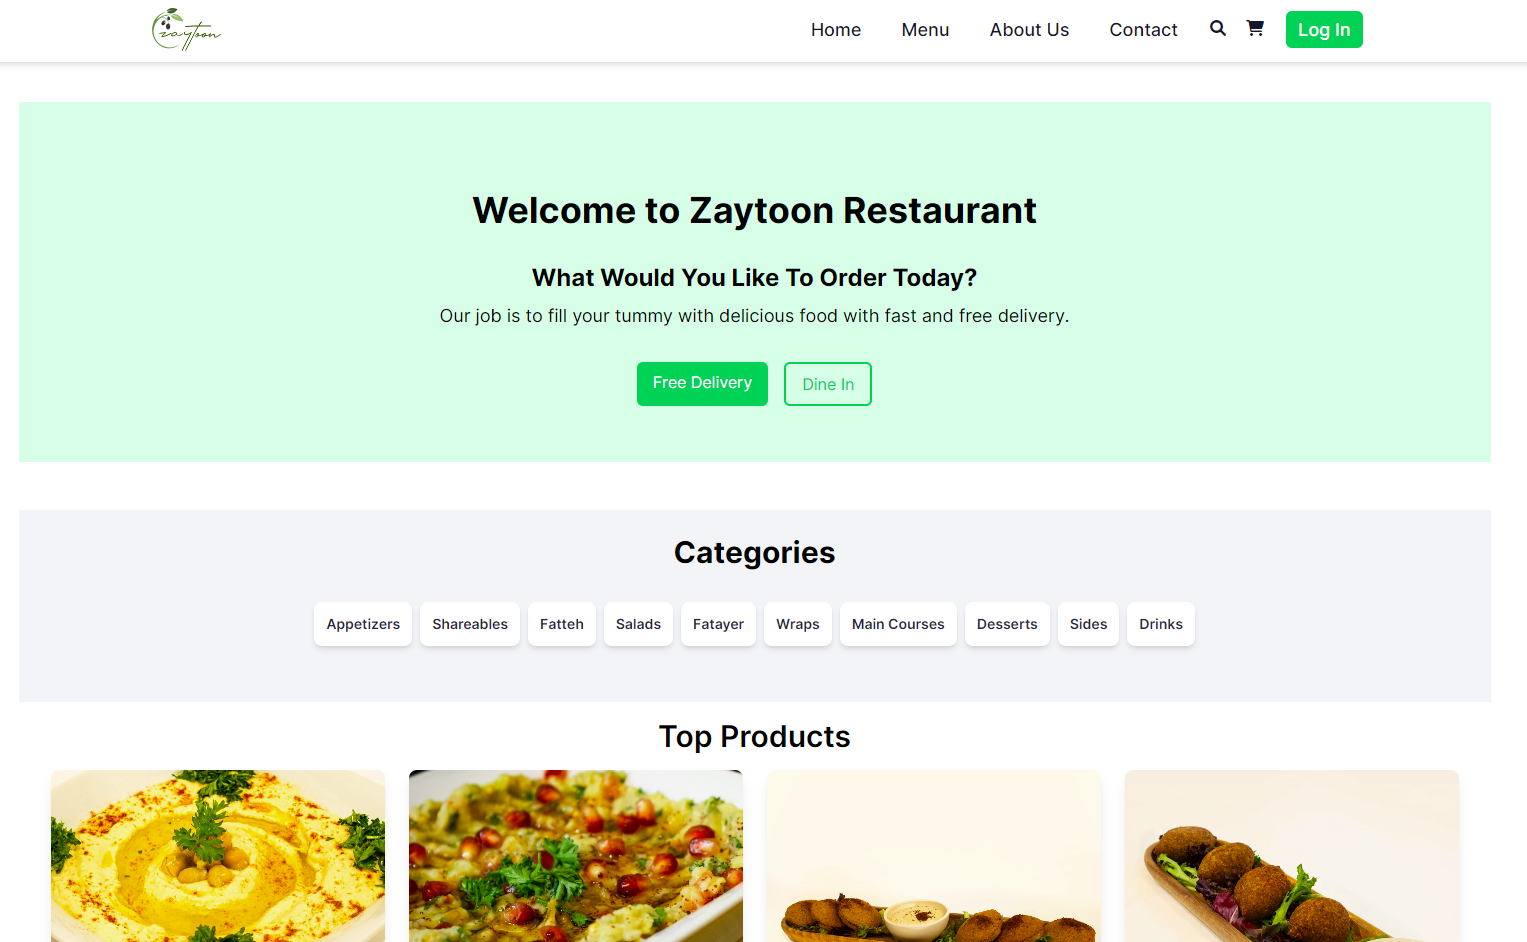 zaytoon
Home Menu About Us Contact Log In
Welcome to Zaytoon Restaurant
What Would You Like To Order Today?
Our job is to fill your tummy with delicious food with fast and free delivery.
Free Delivery Dine In
Categories
Appetizers Shareables Fatteh Salads Fatayer Wraps Main Courses Desserts Sides Drinks
Top Products